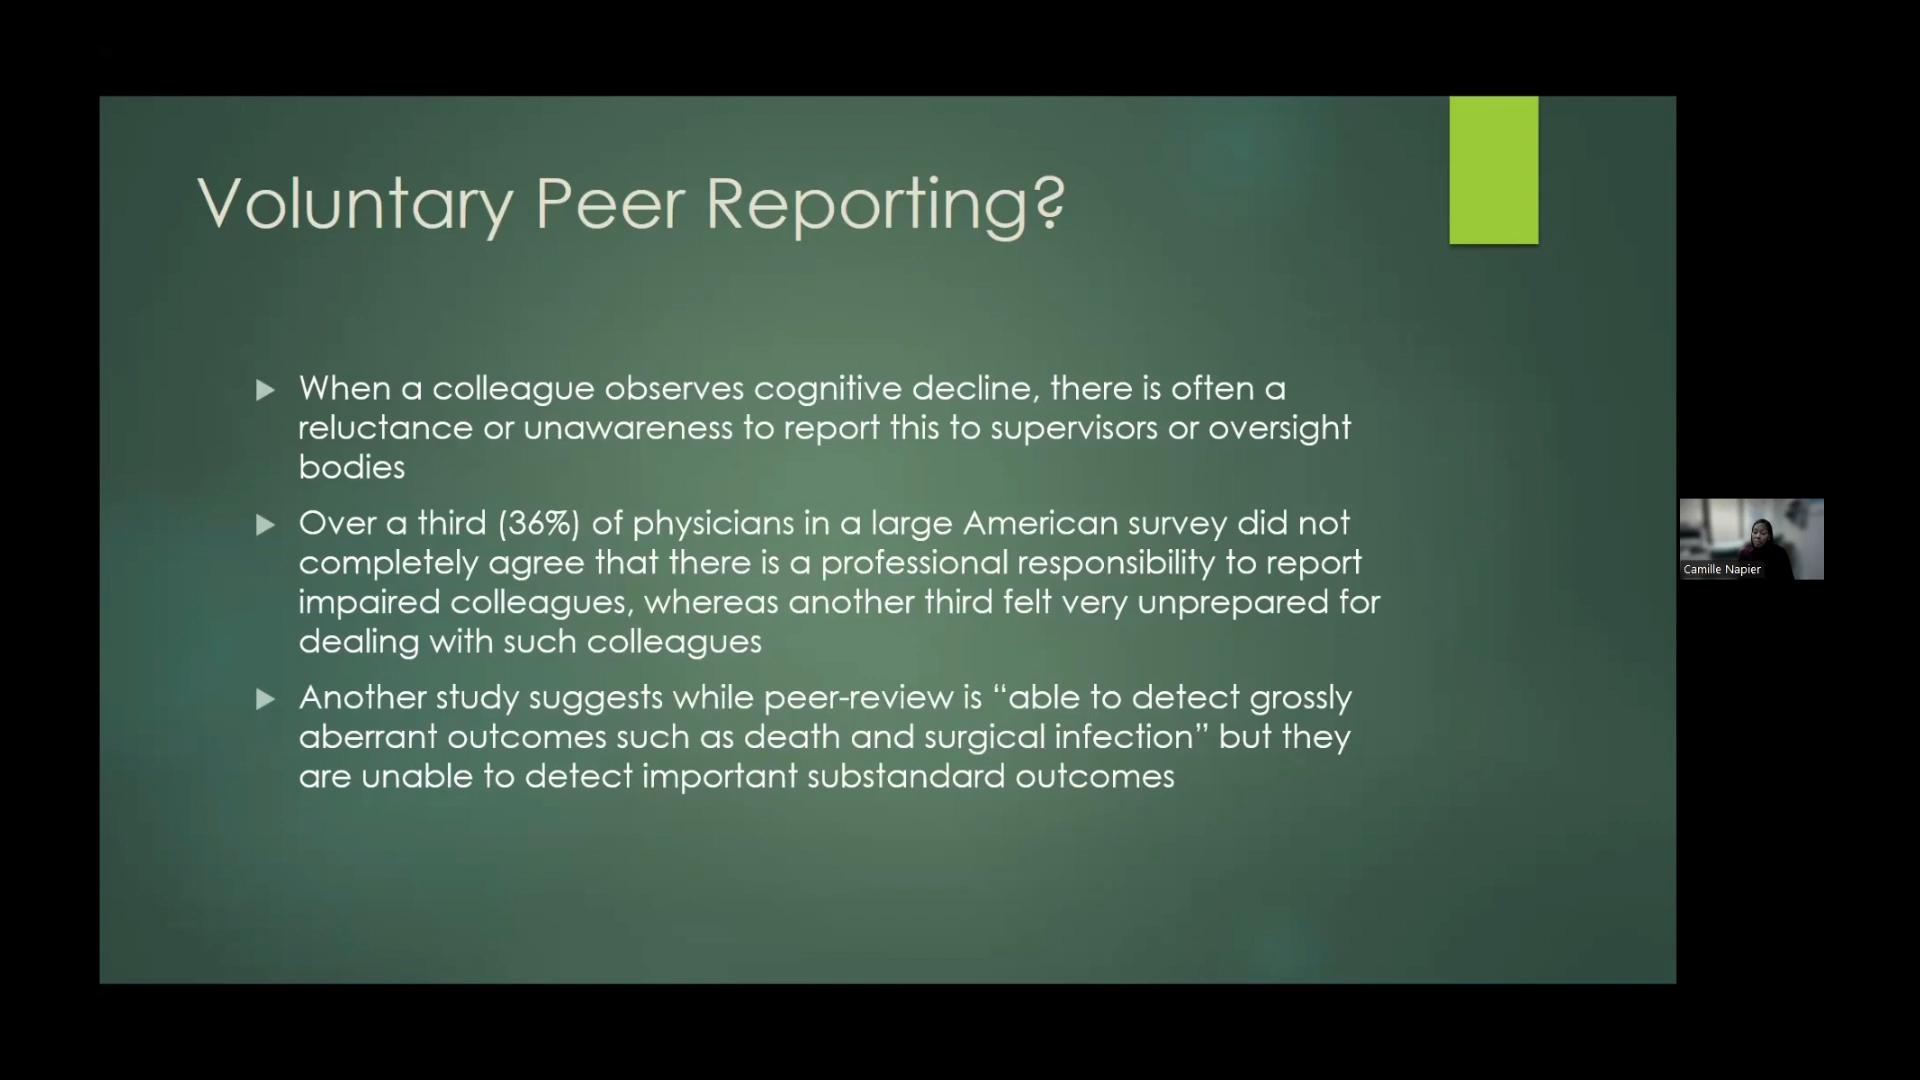 Voluntary Peer Reporting?
When a colleague observes cognitive decline, there is often a
reluctance or unawareness to report this to supervisors or oversight
bodies
Over a third (36%) of physicians in a large American survey did not
completely agree that there is a professional responsibility to report
impaired colleagues, whereas another third felt very unprepared for
dealing with such colleagues
Another study suggests while peer-review is “able to detect grossly
aberrant outcomes such as death and surgical infection” but they
are unable to detect important substandard outcomes
Camille Napier